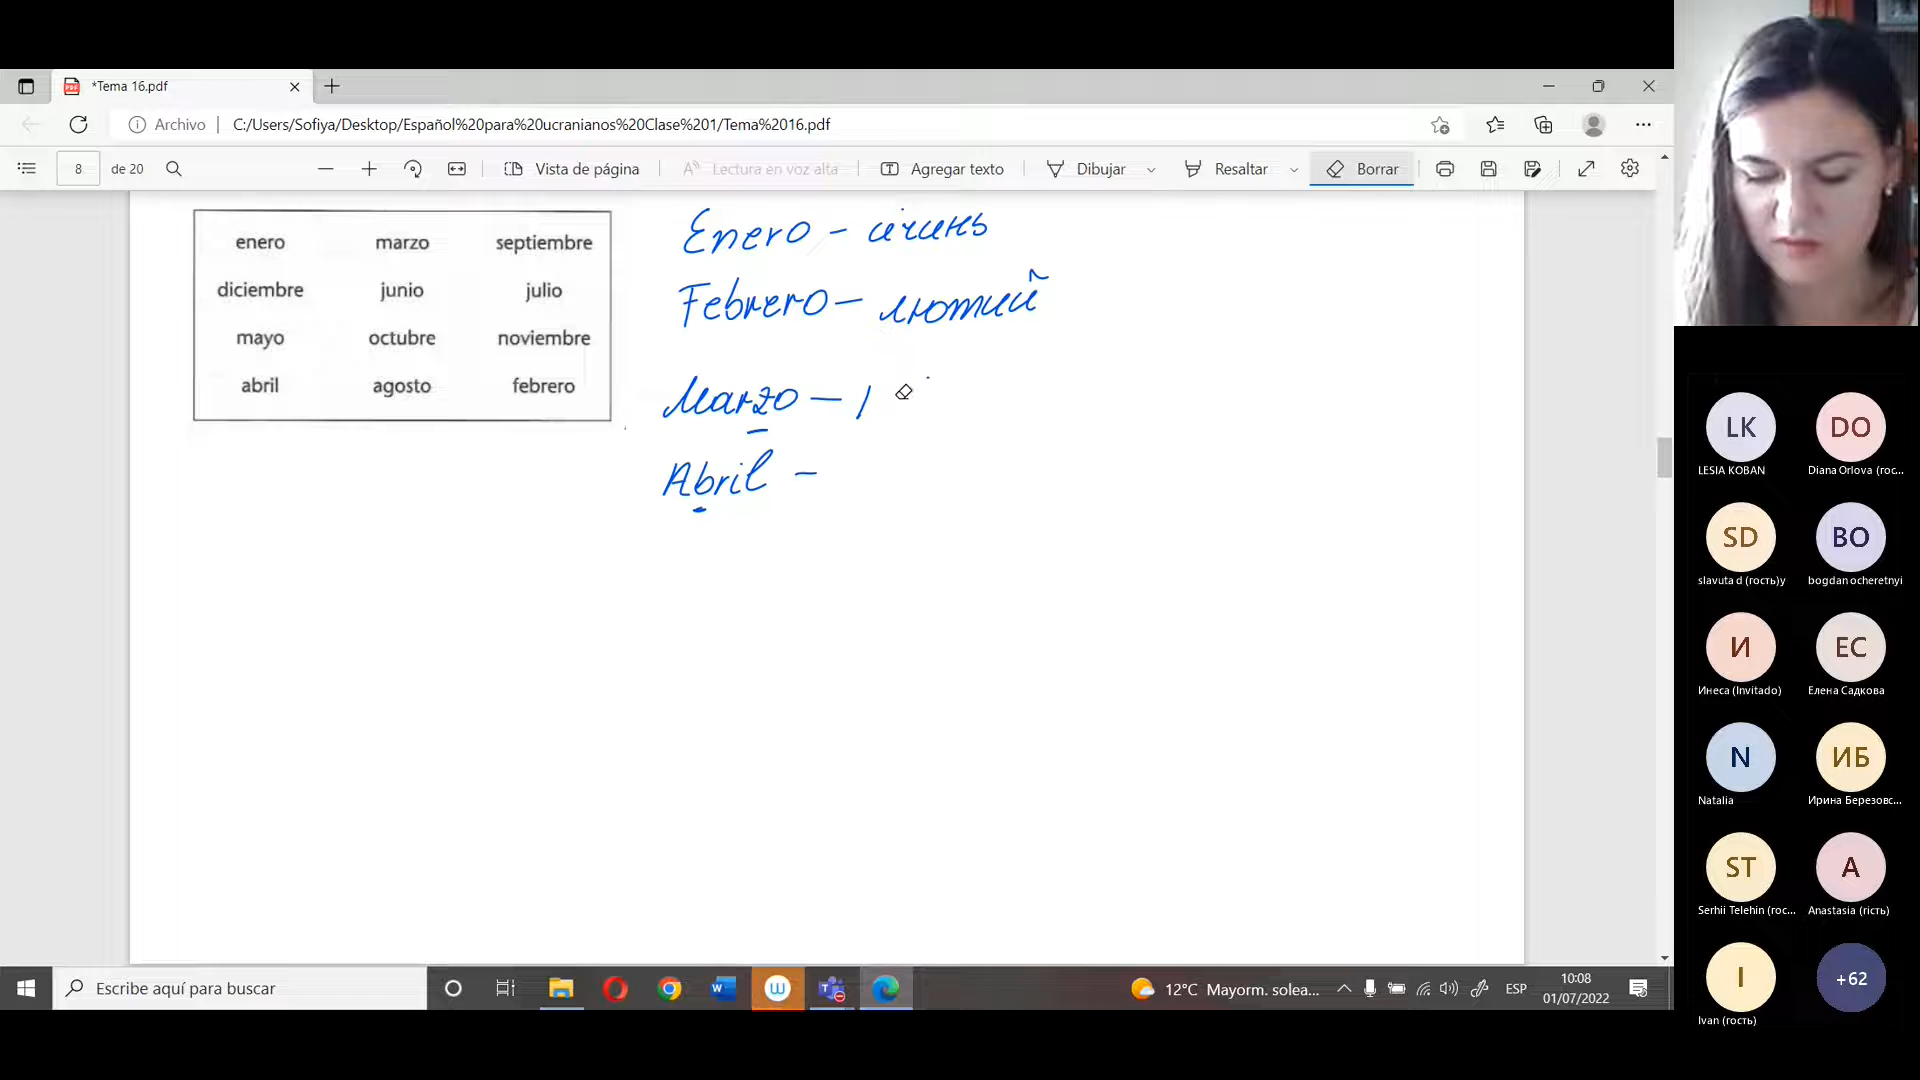 *Tema 16.pdf
Archivo C:/Users/Sofiya/Desktop/Español%20para%20ucranianos%20Clase%201/Tema%2016.pdf
8 de 20 Vista de página Lectura en voz alta Agregar texto Dibujar Resaltar Borrar
enero marzo septiembre
diciembre junio julio
mayo octubre noviembre
abril agosto febrero
Enero - січень
Febrero - лютий
Marzo -
Abril -
LK DO
LESIA KOBAN Diana Orlova (гос...
SD BO
slavuta d (гость)y bogdan ocheretnyi
И ЕС
Инеса (Invitado) Елена Садкова
N ИБ
Natalia Ирина Березовс...
ST A
Serhii Telehin (гос... Anastasia (гість)
I +62
Ivan (гость)
Escribe aquí para buscar
12°C Mayorm. solea... ESP 10:08
01/07/2022